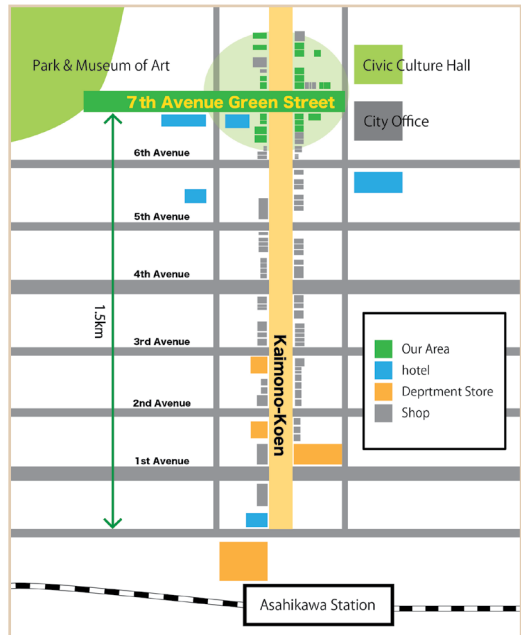 Park & Museum of Art
Civic Culture Hall
7th Avenue Green Street
City Office
6th Avenue
5th Avenue
4th Avenue
1.5km
3rd Avenue
Kaimono-Koen
Our Area
hotel
Deprtment Store
Shop
2nd Avenue
1st Avenue
Asahikawa Station